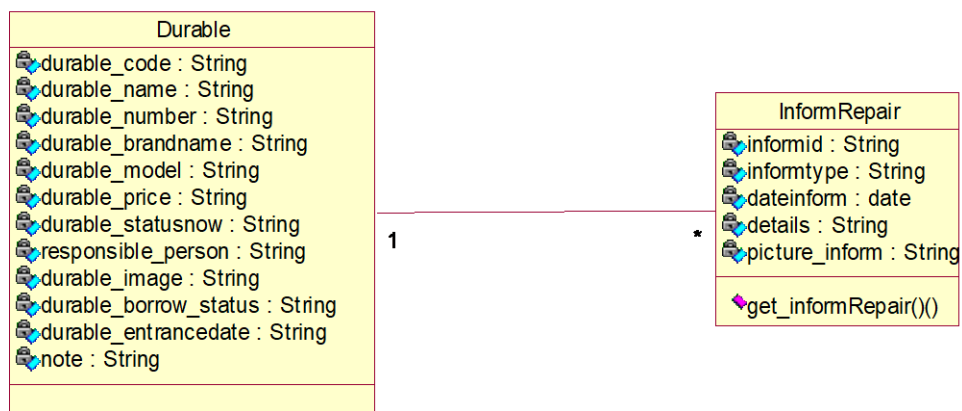 Durable
durable_code : String
durable_name : String
durable_number : String
durable_brandname : String
durable_model : String
durable_price : String
durable_statusnow : String
responsible_person : String
durable_image : String
durable_borrow_status : String
durable_entrancedate : String
note : String
1
*
InformRepair
informid : String
informtype : String
dateinform : date
details : String
picture_inform : String
get_informRepair()()